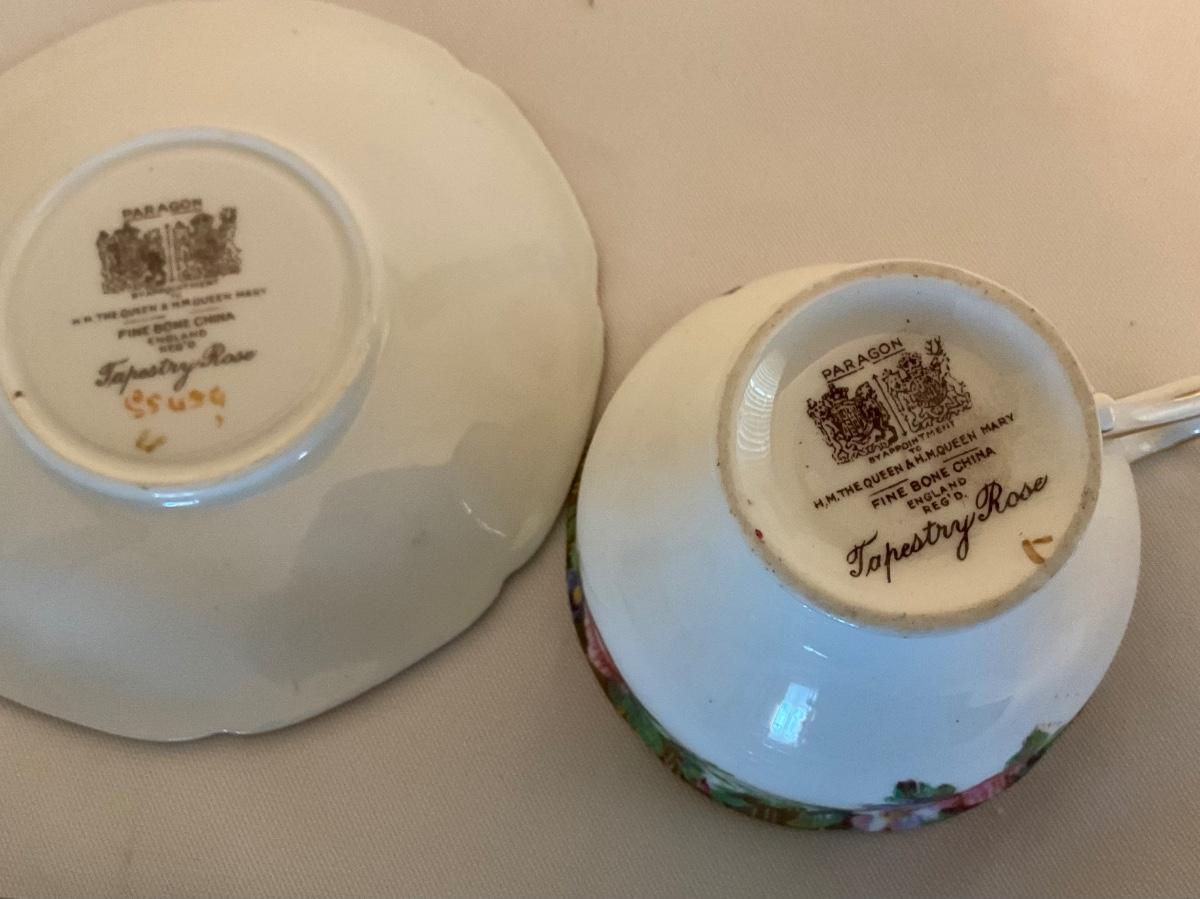 PARAGON
BY APPOINTMENT
TO
H.M. THE QUEEN & H.M. QUEEN MARY
FINE BONE CHINA
ENGLAND
REG'D.
Tapestry Rose
PARAGON
BY APPOINTMENT
TO
H.M. THE QUEEN & H.M. QUEEN MARY
FINE BONE CHINA
ENGLAND
REG'D.
Tapestry Rose